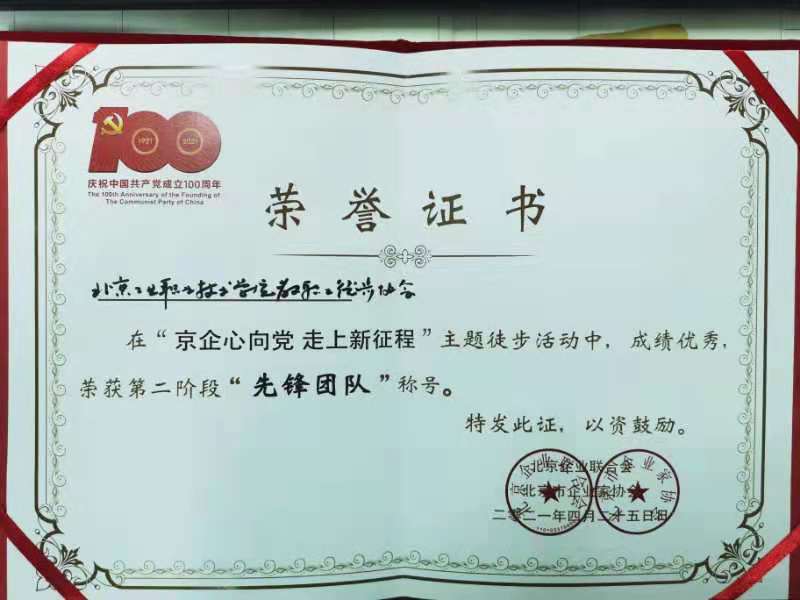 1921 2021
庆祝中国共产党成立100周年
The 100th Anniversary of the Founding of
The Communist Party of China
荣誉证书
北京工业职工技术学院教职工徒步协会
在“京企心向党 走上新征程”主题徒步活动中，成绩优秀，
荣获第二阶段“先锋团队”称号。
特发此证，以资鼓励。
北京企业联合会
北京市企业家协会
二零二一年四月二十五日